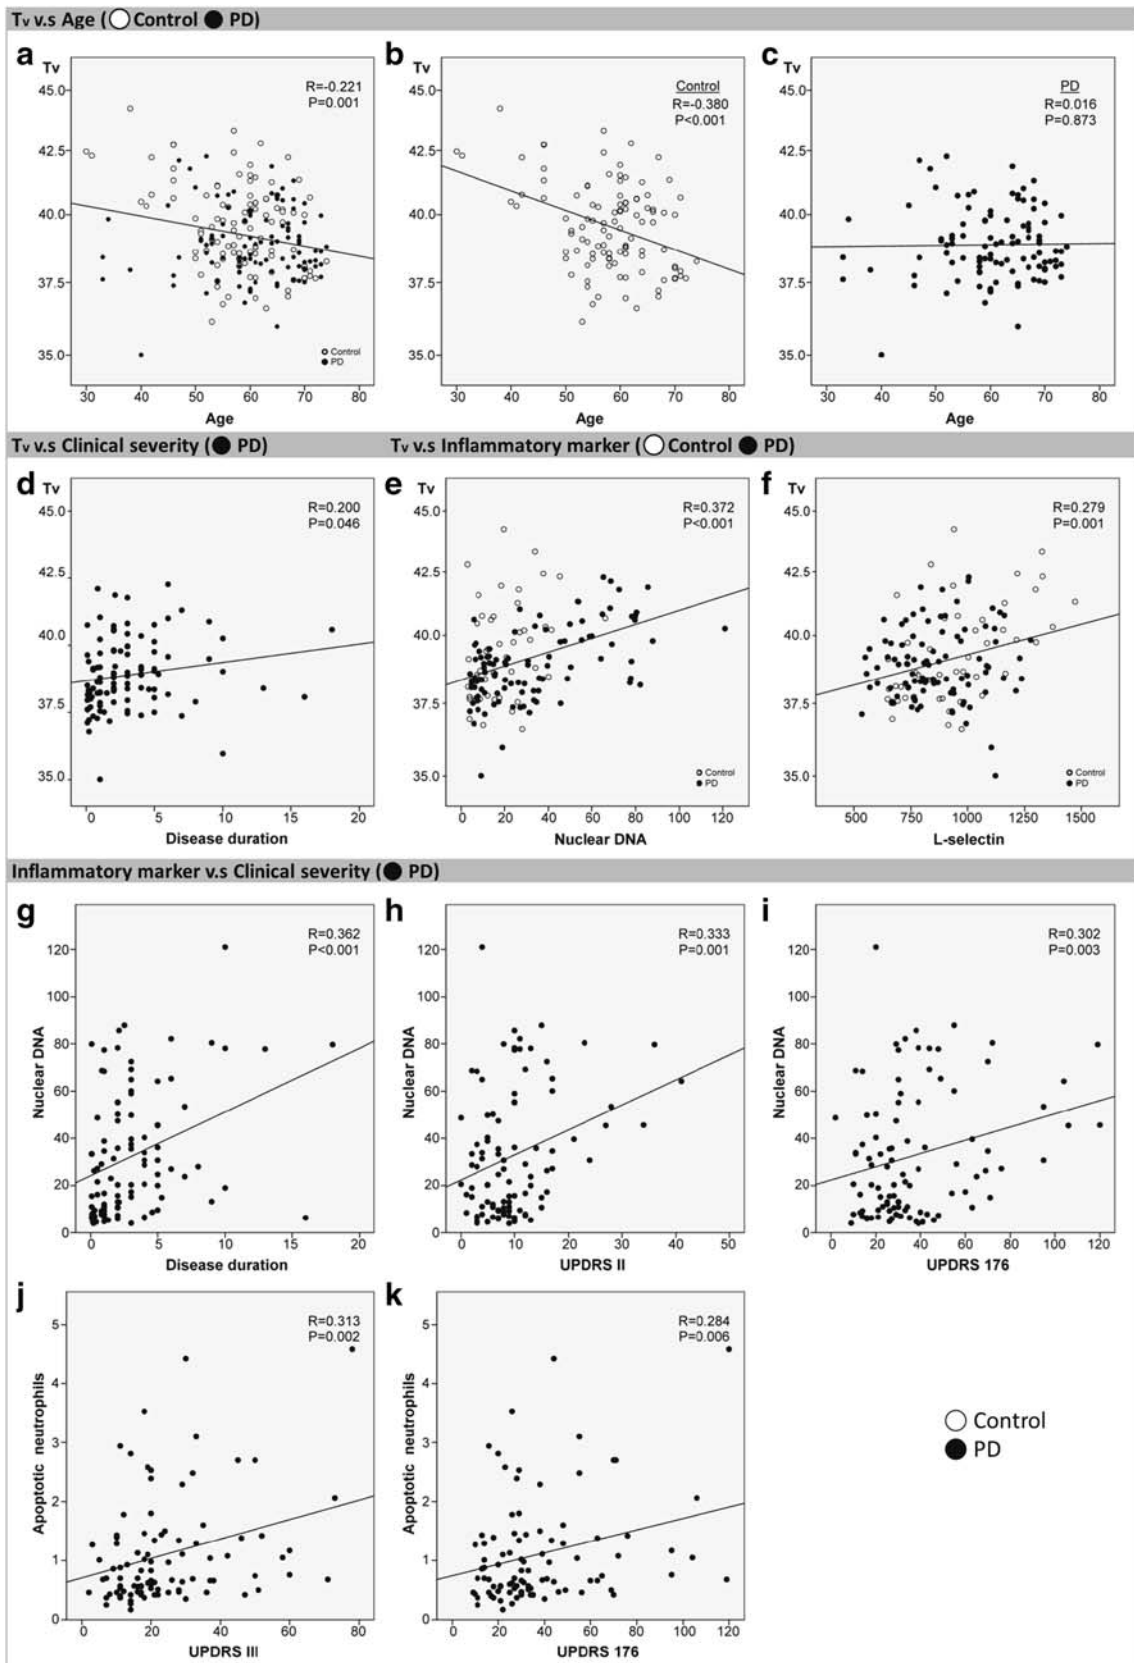 Tv v.s Age ( Control PD)
a
Tv
R=-0.221
P=0.001
45.0
42.5
40.0
37.5
35.0
Control
PD
30 40 50 60 70 80
Age
b
Control
R=-0.380
P<0.001
45.0
42.5
40.0
37.5
35.0
30 40 50 60 70 80
Age
c
Tv
PD
R=0.016
P=0.873
45.0
42.5
40.0
37.5
35.0
30 40 50 60 70 80
Age
Tv v.s Clinical severity ( PD)
Tv v.s Inflammatory marker ( Control PD)
d
Tv
R=0.200
P=0.046
45.0
42.5
40.0
37.5
35.0
0 5 10 15 20
Disease duration
e
Tv
R=0.372
P<0.001
45.0
42.5
40.0
37.5
35.0
Control
PD
0 20 40 60 80 100 120
Nuclear DNA
f
Tv
R=0.279
P=0.001
45.0
42.5
40.0
37.5
35.0
Control
PD
500 750 1000 1250 1500
L-selectin
Inflammatory marker v.s Clinical severity ( PD)
g
R=0.362
P<0.001
Nuclear DNA
120
100
80
60
40
20
0
0 5 10 15 20
Disease duration
h
R=0.333
P=0.001
Nuclear DNA
120
100
80
60
40
20
0
0 10 20 30 40 50
UPDRS II
i
R=0.302
P=0.003
Nuclear DNA
120
100
80
60
40
20
0
0 20 40 60 80 100 120
UPDRS 176
j
R=0.313
P=0.002
Apoptotic neutrophils
5
4
3
2
1
0
0 20 40 60 80
UPDRS III
k
R=0.284
P=0.006
Apoptotic neutrophils
5
4
3
2
1
0
0 20 40 60 80 100 120
UPDRS 176
Control
PD